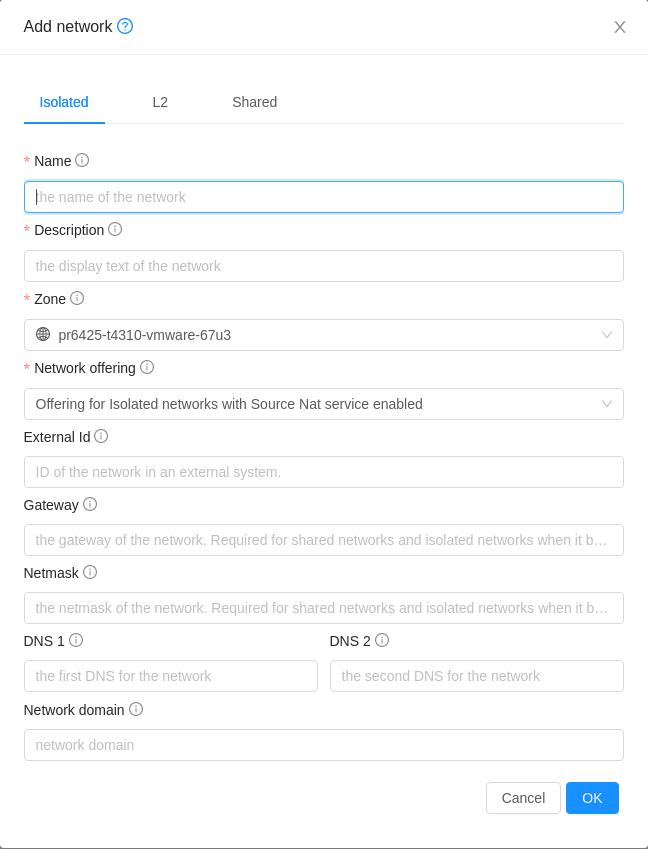 Add network
Isolated L2 Shared
* Name
the name of the network
* Description
the display text of the network
* Zone
pr6425-t4310-vmware-67u3
* Network offering
Offering for Isolated networks with Source Nat service enabled
External Id
ID of the network in an external system.
Gateway
the gateway of the network. Required for shared networks and isolated networks when it b...
Netmask
the netmask of the network. Required for shared networks and isolated networks when it b...
DNS 1 DNS 2
the first DNS for the network the second DNS for the network
Network domain
network domain
Cancel OK